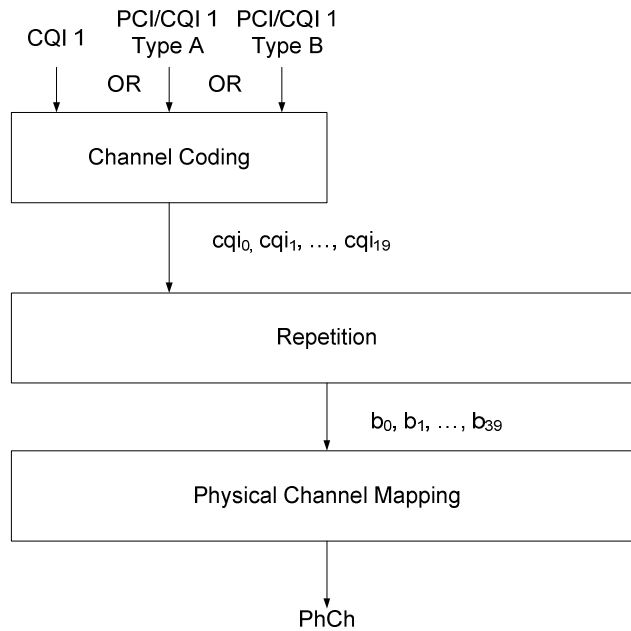 CQI 1
PCI/CQI 1
Type A
PCI/CQI 1
Type B
OR
OR
Channel Coding
cqi₀, cqi₁, ..., cqi₁₉
Repetition
b₀, b₁, ..., b₃₉
Physical Channel Mapping
PhCh